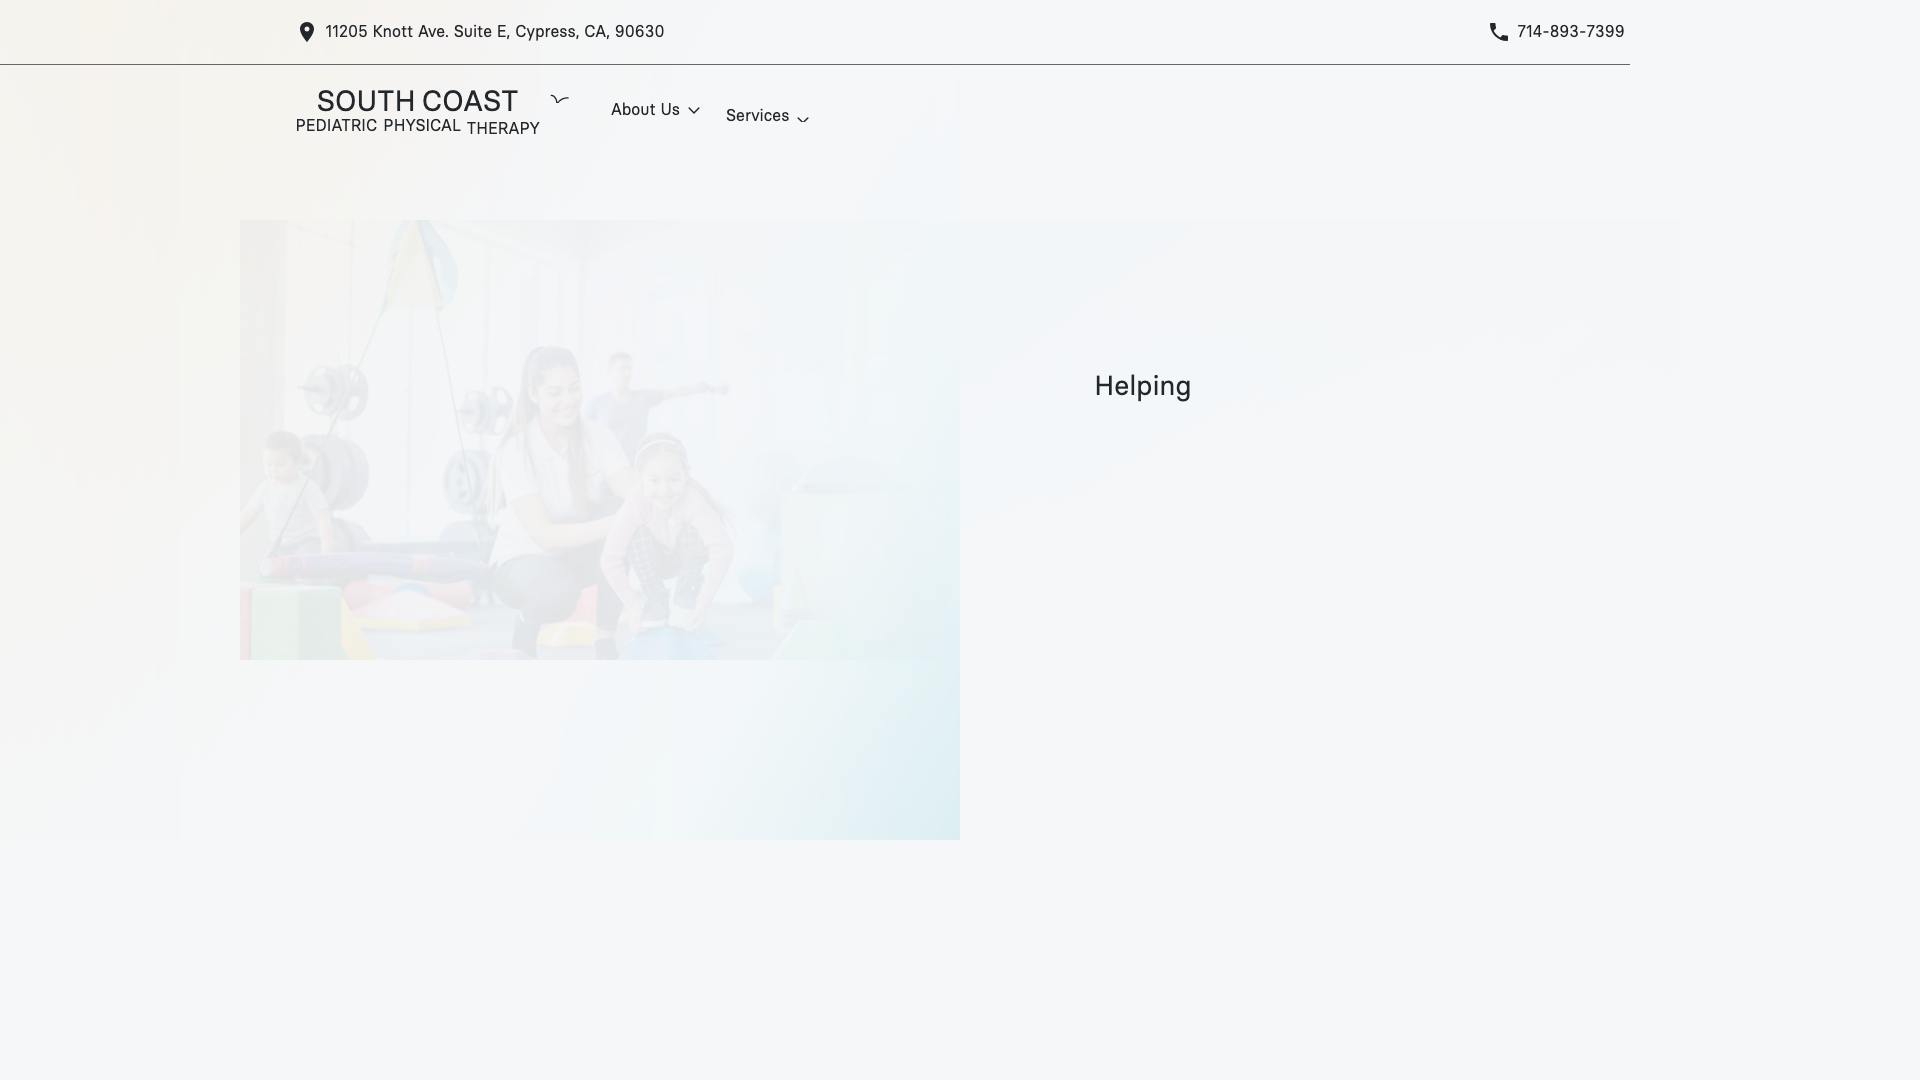 11205 Knott Ave. Suite E, Cypress, CA, 90630
714-893-7399
SOUTH COAST
PEDIATRIC PHYSICAL THERAPY
About Us
Services
Helping